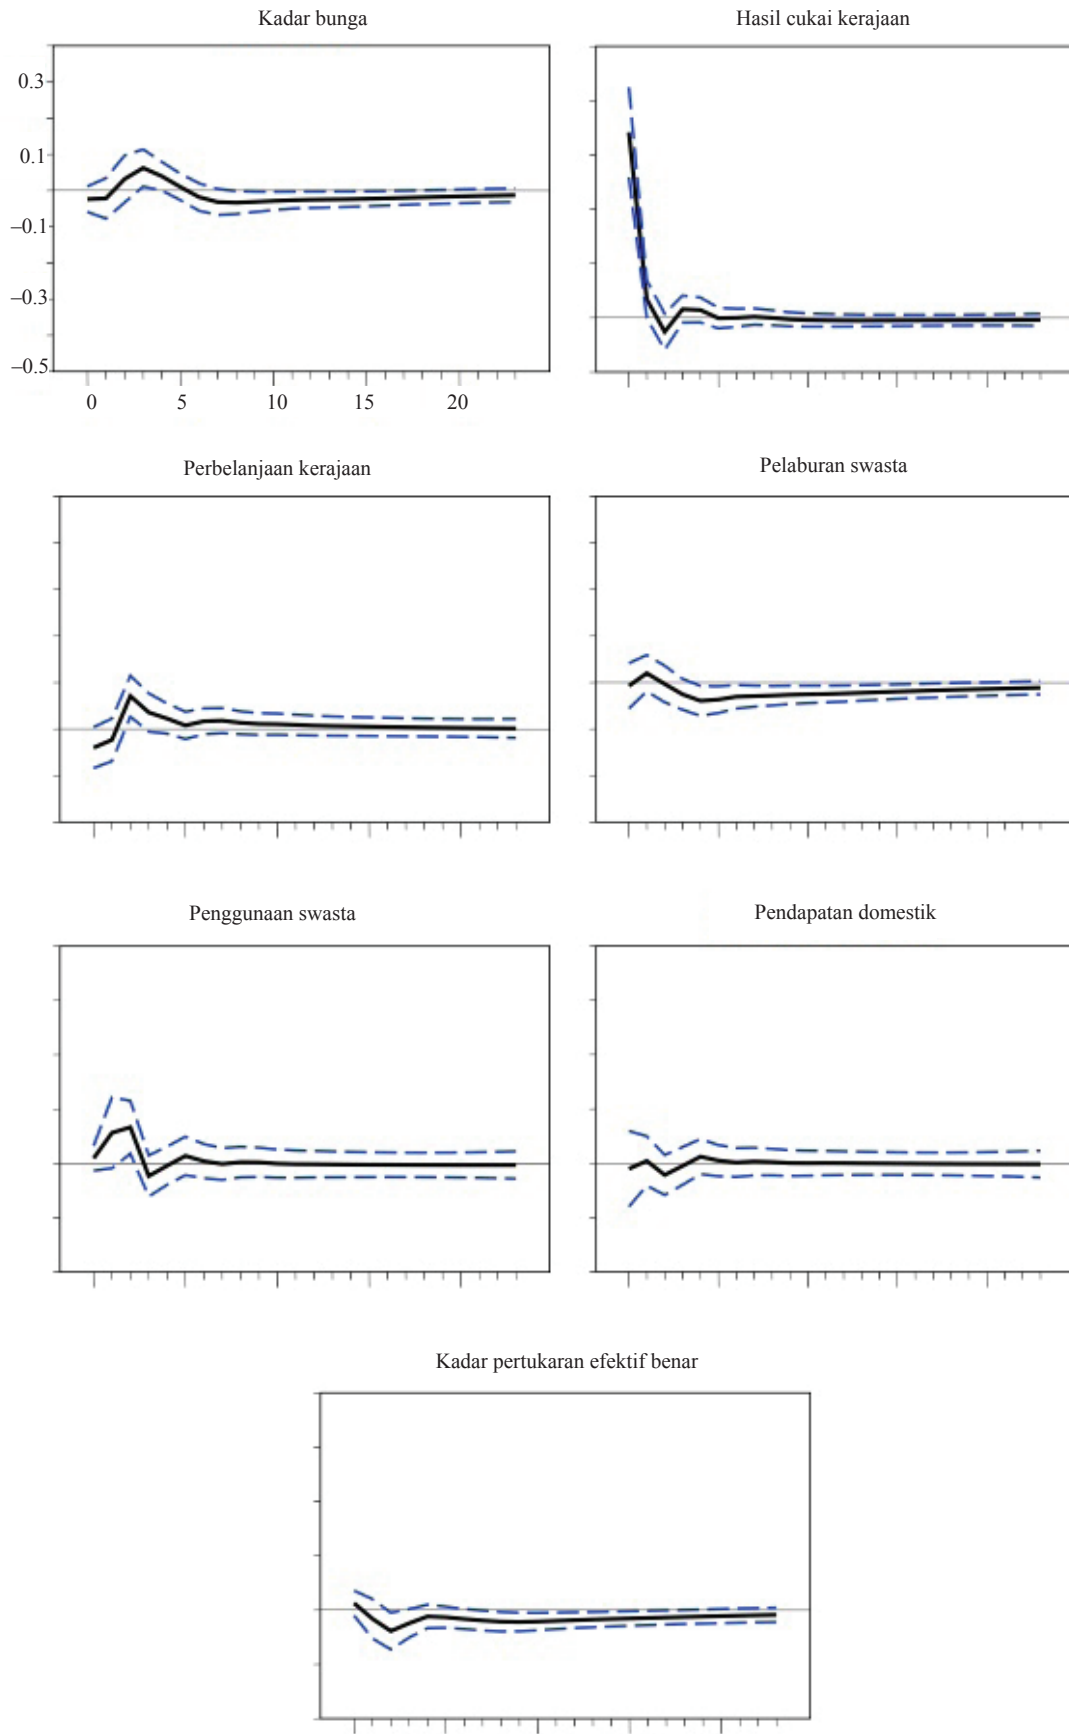 Kadar bunga
Hasil cukai kerajaan
0.3
0.1
–0.1
–0.3
–0.5
0 5 10 15 20
Perbelanjaan kerajaan
Pelaburan swasta
Penggunaan swasta
Pendapatan domestik
Kadar pertukaran efektif benar